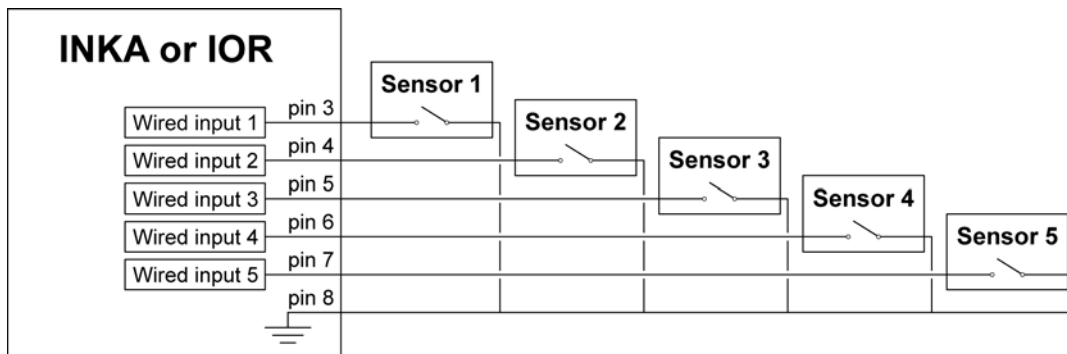 INKA or IOR
Sensor 1
pin 3
Wired input 1
Sensor 2
pin 4
Wired input 2
Sensor 3
pin 5
Wired input 3
Sensor 4
pin 6
Wired input 4
Sensor 5
pin 7
Wired input 5
pin 8